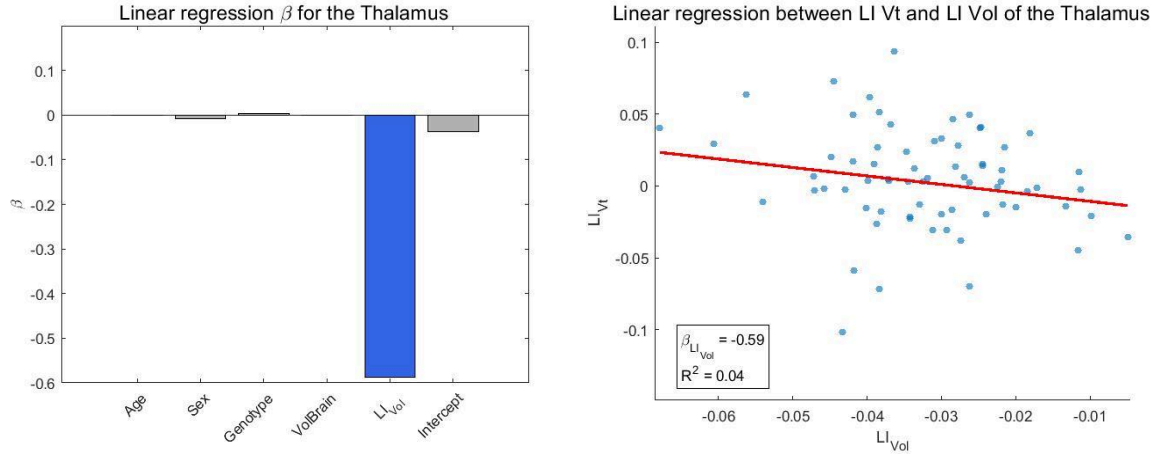 Linear regression β for the Thalamus
0.1
0
-0.1
-0.2
-0.3
-0.4
-0.5
-0.6
β
Age
Sex
Genotype
VolBrain
LI_Vol
Intercept
Linear regression between LI Vt and LI Vol of the Thalamus
0.1
0.05
0
-0.05
-0.1
LI_Vt
β_LI_Vol = -0.59
R² = 0.04
-0.06
-0.05
-0.04
-0.03
-0.02
-0.01
LI_Vol